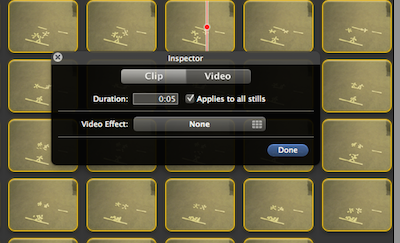 Inspector
Clip Video
Duration: 0:05 Applies to all stills
Video Effect: None
Done